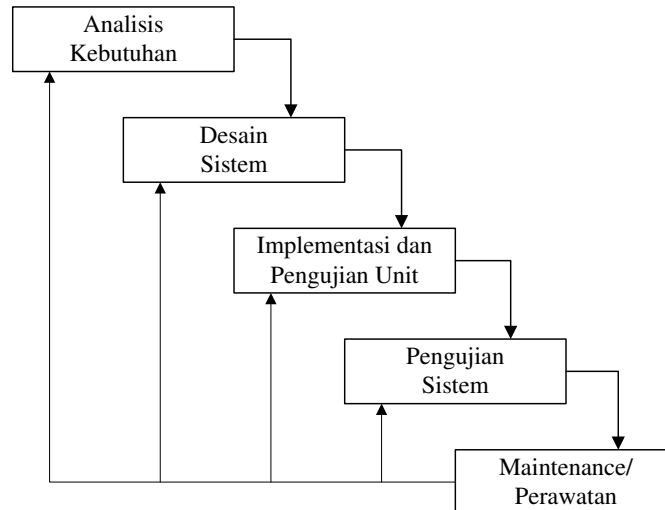 Analisis
Kebutuhan
Desain
Sistem
Implementasi dan
Pengujian Unit
Pengujian
Sistem
Maintenance/
Perawatan